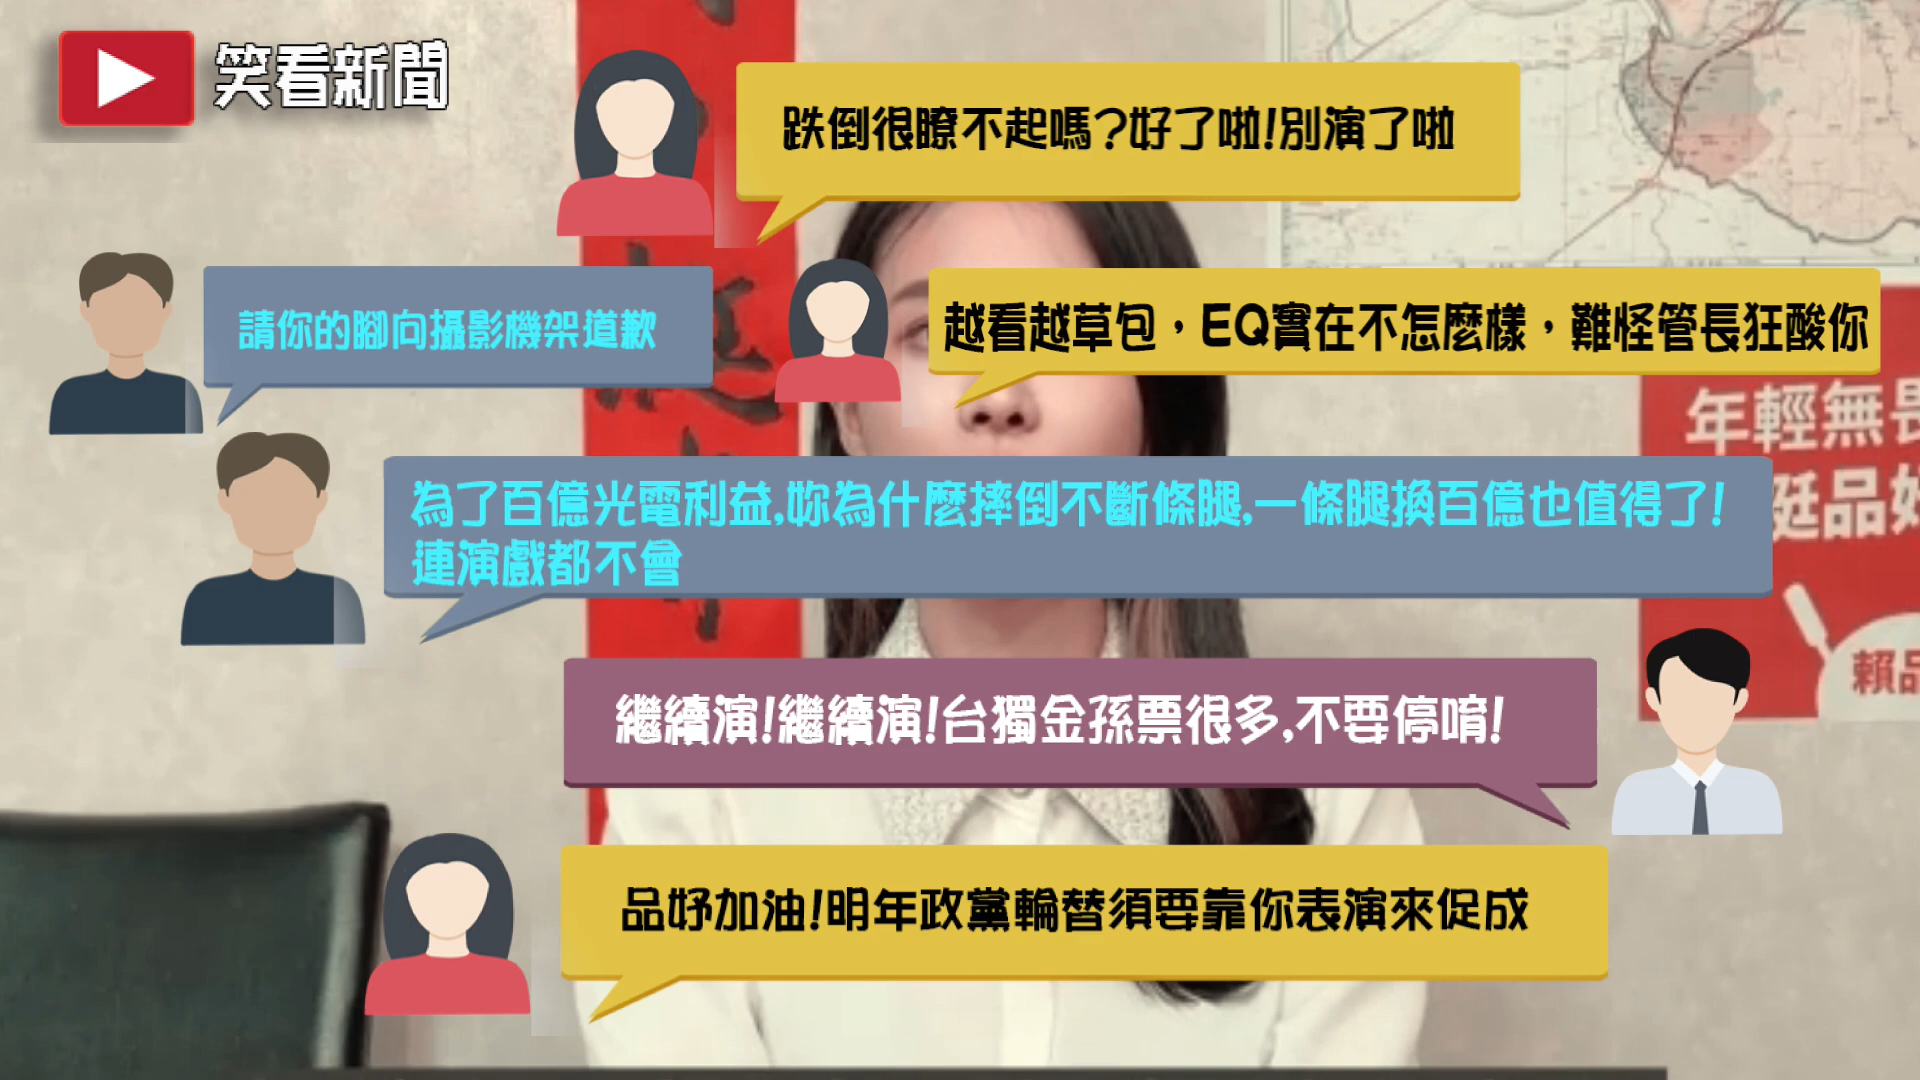 笑看新聞
跌倒很瞭不起嗎?好了啦!別演了啦
請你的腳向攝影機架道歉
越看越草包，EQ實在不怎麼樣，難怪管長狂酸你
為了百億光電利益,妳為什麼摔倒不斷條腿,一條腿換百億也值得了!
連演戲都不會
繼續演!繼續演!台獨金孫票很多,不要停唷!
品妤加油!明年政黨輪替須要靠你表演來促成
年輕無畏
挺品妤
賴品